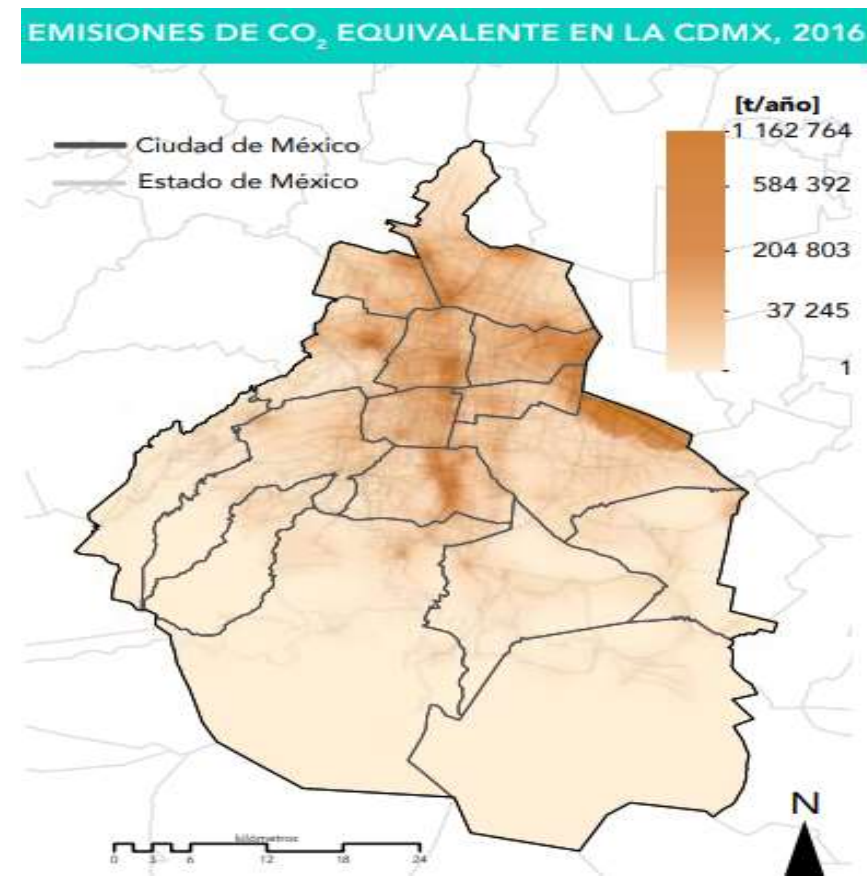 EMISIONES DE CO₂ EQUIVALENTE EN LA CDMX, 2016
Ciudad de México
Estado de México
[t/año]
1 162 764
584 392
204 803
37 245
1
N
kilómetros
0 3 6 12 18 24